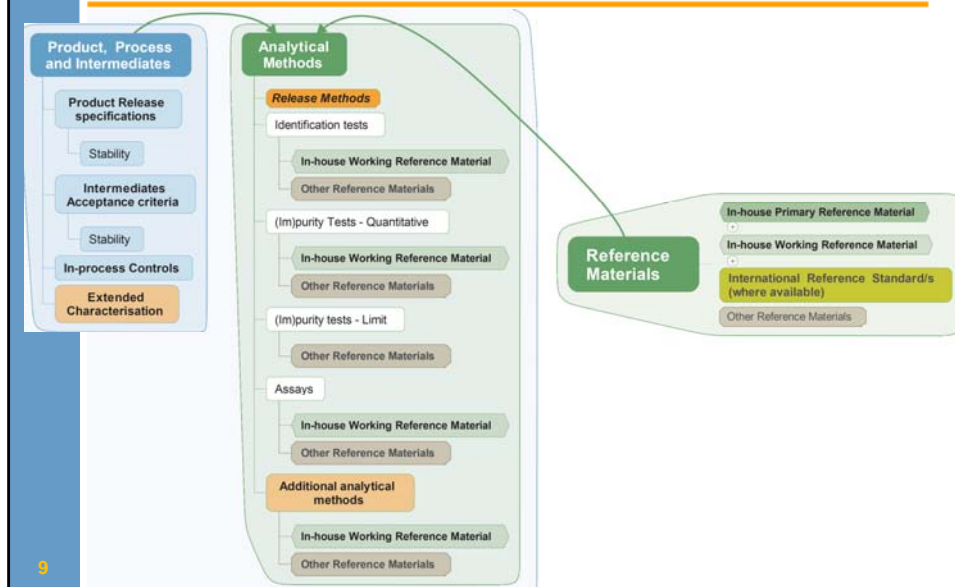 Product, Process
and Intermediates
Product Release
specifications
Stability
Intermediates
Acceptance criteria
Stability
In-process Controls
Extended
Characterisation
Analytical
Methods
Release Methods
Identification tests
In-house Working Reference Material
Other Reference Materials
(Im)purity Tests - Quantitative
In-house Working Reference Material
Other Reference Materials
(Im)purity tests - Limit
Other Reference Materials
Assays
In-house Working Reference Material
Other Reference Materials
Additional analytical
methods
In-house Working Reference Material
Other Reference Materials
Reference
Materials
In-house Primary Reference Material
In-house Working Reference Material
International Reference Standard/s
(where available)
Other Reference Materials
9